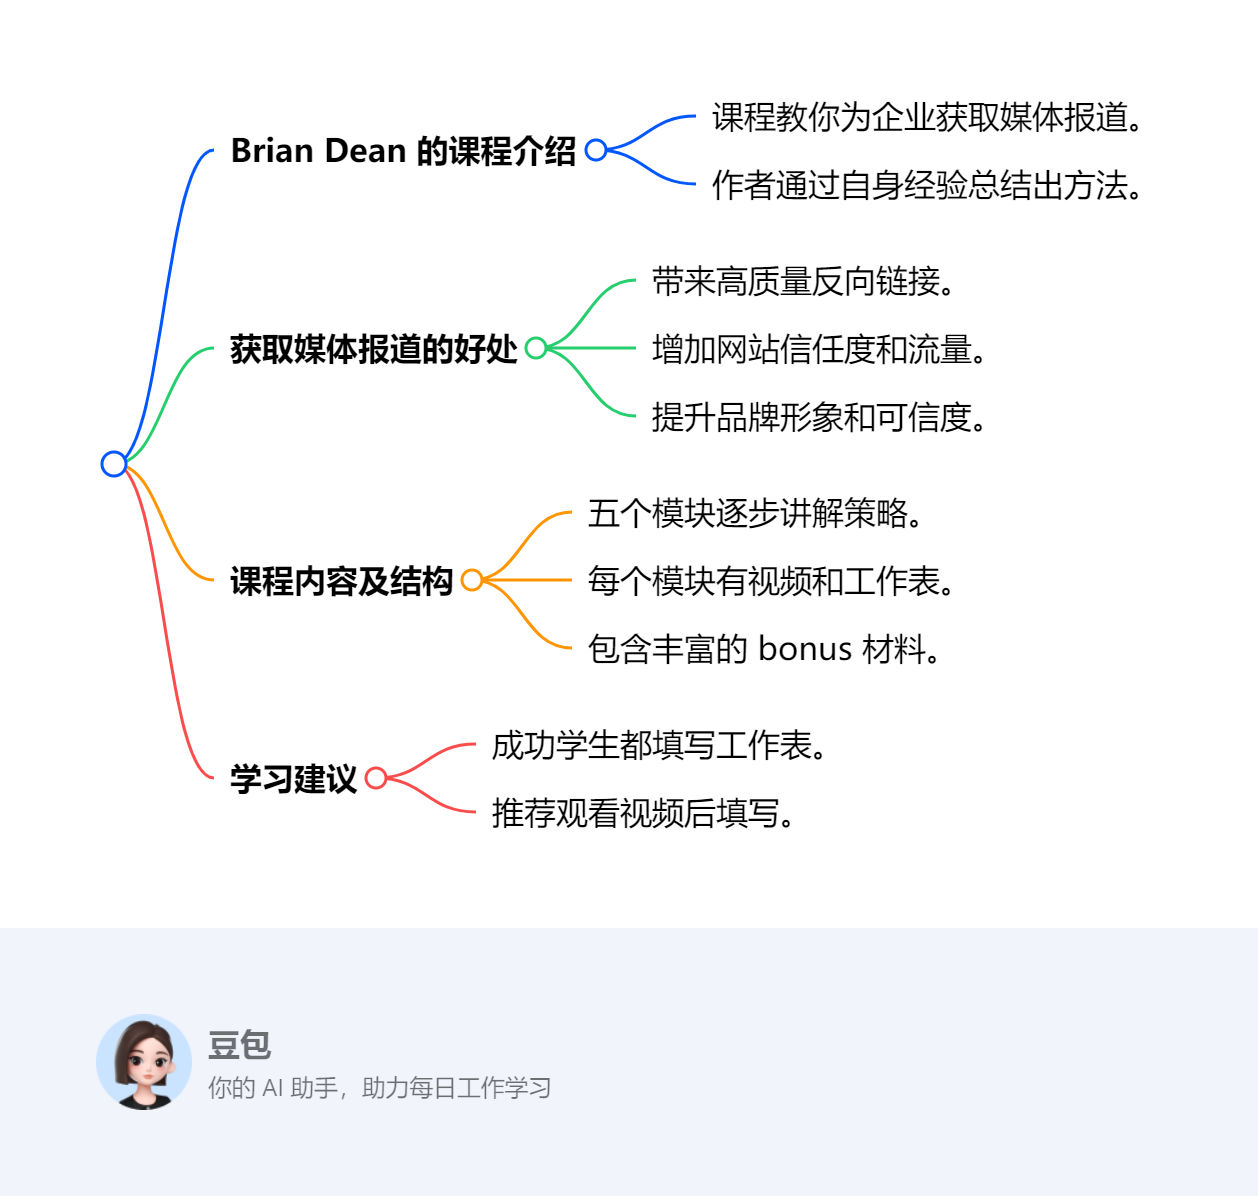 Brian Dean 的课程介绍
课程教你为企业获取媒体报道。
作者通过自身经验总结出方法。
获取媒体报道的好处
带来高质量反向链接。
增加网站信任度和流量。
提升品牌形象和可信度。
课程内容及结构
五个模块逐步讲解策略。
每个模块有视频和工作表。
包含丰富的 bonus 材料。
学习建议
成功学生都填写工作表。
推荐观看视频后填写。
豆包
你的 AI 助手，助力每日工作学习